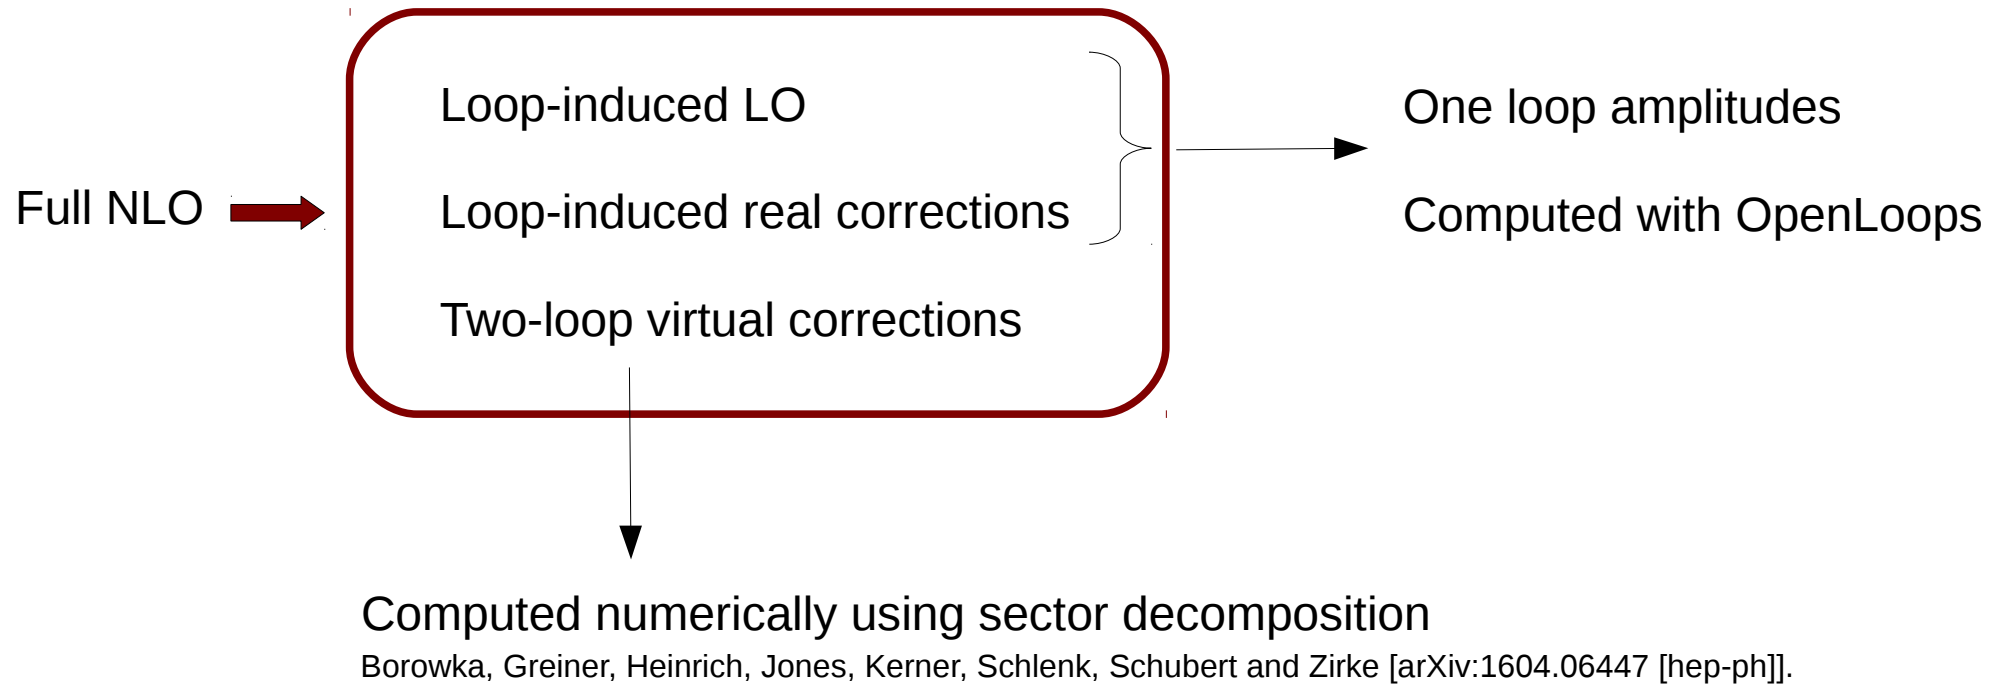 Loop-induced LO
One loop amplitudes
Full NLO
Loop-induced real corrections
Computed with OpenLoops
Two-loop virtual corrections
Computed numerically using sector decomposition
Borowka, Greiner, Heinrich, Jones, Kerner, Schlenk, Schubert and Zirke [arXiv:1604.06447 [hep-ph]].